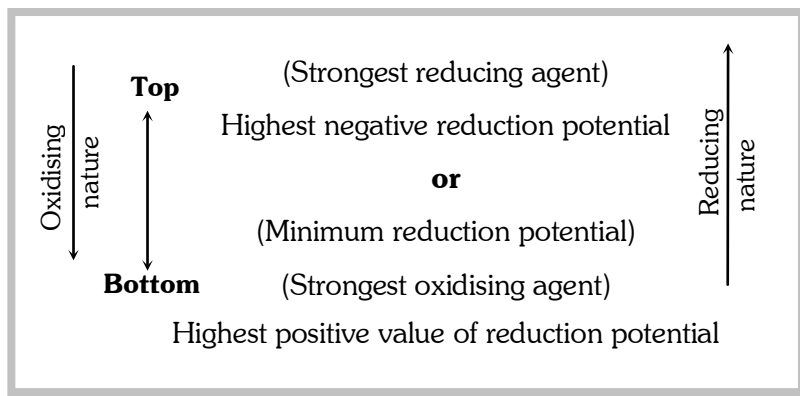 (Strongest reducing agent)
Top
Highest negative reduction potential
or
(Minimum reduction potential)
Bottom
(Strongest oxidising agent)
Highest positive value of reduction potential
Oxidising
nature
Reducing
nature